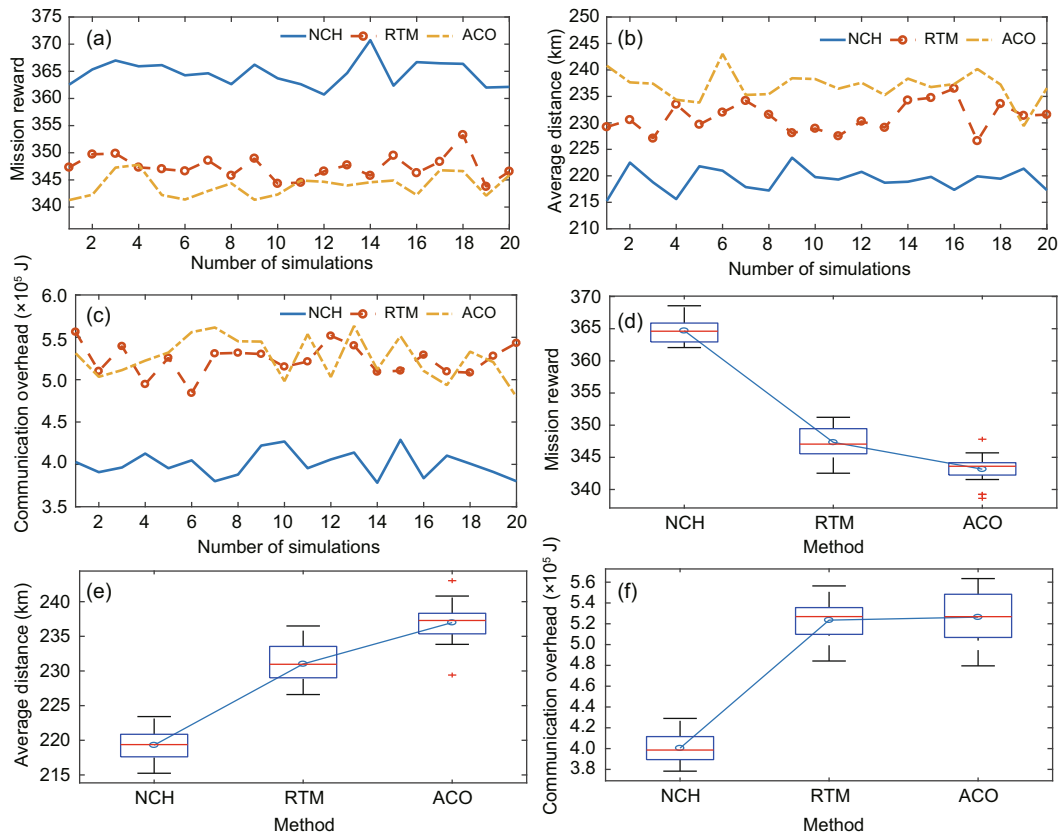 (a)
NCH RTM ACO
Mission reward
375
370
365
360
355
350
345
340
2 4 6 8 10 12 14 16 18 20
Number of simulations
(b)
NCH RTM ACO
Average distance (km)
250
245
240
235
230
225
220
215
210
2 4 6 8 10 12 14 16 18 20
Number of simulations
(c)
NCH RTM ACO
Communication overhead (×10⁵ J)
6.0
5.5
5.0
4.5
4.0
3.5
2 4 6 8 10 12 14 16 18 20
Number of simulations
(d)
Mission reward
370
365
360
355
350
345
340
NCH RTM ACO
Method
(e)
Average distance (km)
240
235
230
225
220
215
NCH RTM ACO
Method
(f)
Communication overhead (×10⁵ J)
5.6
5.4
5.2
5.0
4.8
4.6
4.4
4.2
4.0
3.8
NCH RTM ACO
Method